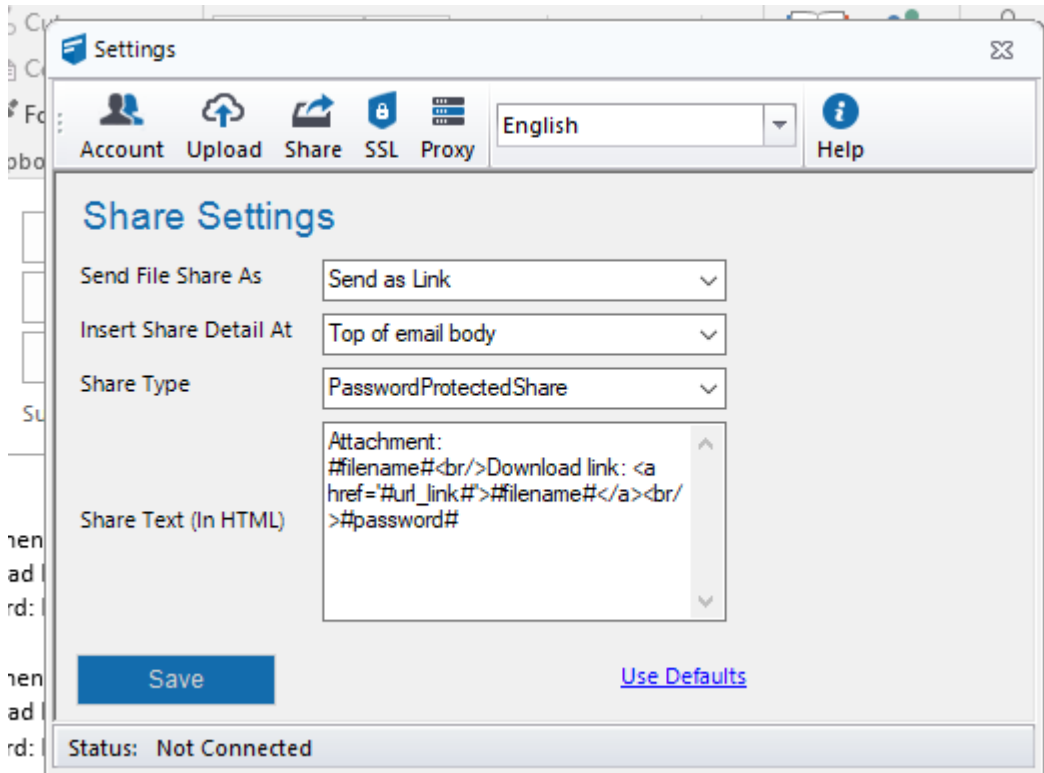 Settings
Account Upload Share SSL Proxy English Help
Share Settings
Send File Share As Send as Link
Insert Share Detail At Top of email body
Share Type PasswordProtectedShare
Share Text (In HTML)
Attachment:
#filename#<br/>Download link: <a
href='#url_link#'>#filename#</a><br/
>#password#
Save Use Defaults
Status: Not Connected